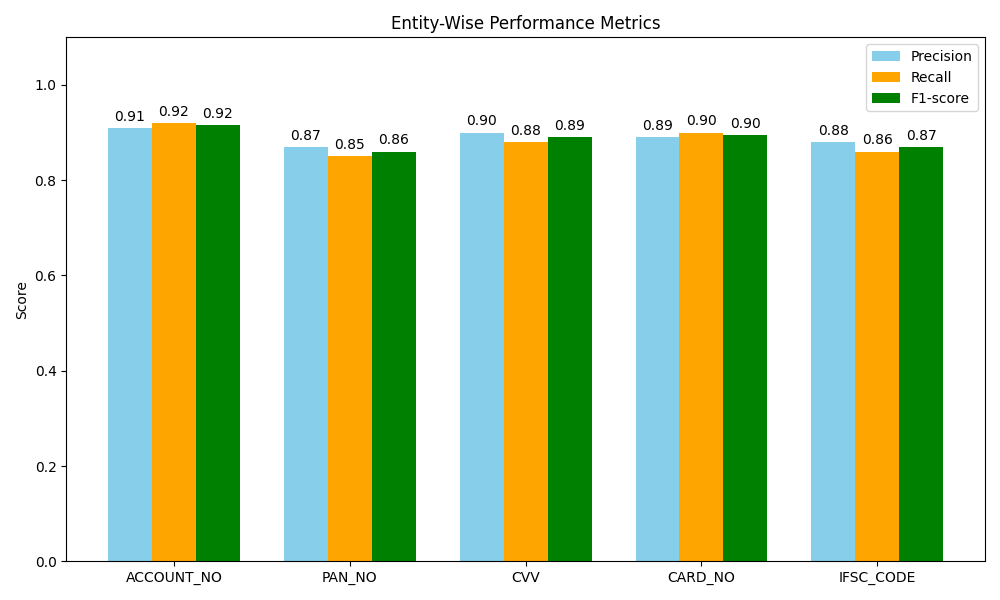 Entity-Wise Performance Metrics
Precision
Recall
F1-score
Score
1.0
0.8
0.6
0.4
0.2
0.0
0.91 0.92 0.92
0.87 0.85 0.86
0.90 0.88 0.89
0.89 0.90 0.90
0.88 0.86 0.87
ACCOUNT_NO PAN_NO CVV CARD_NO IFSC_CODE